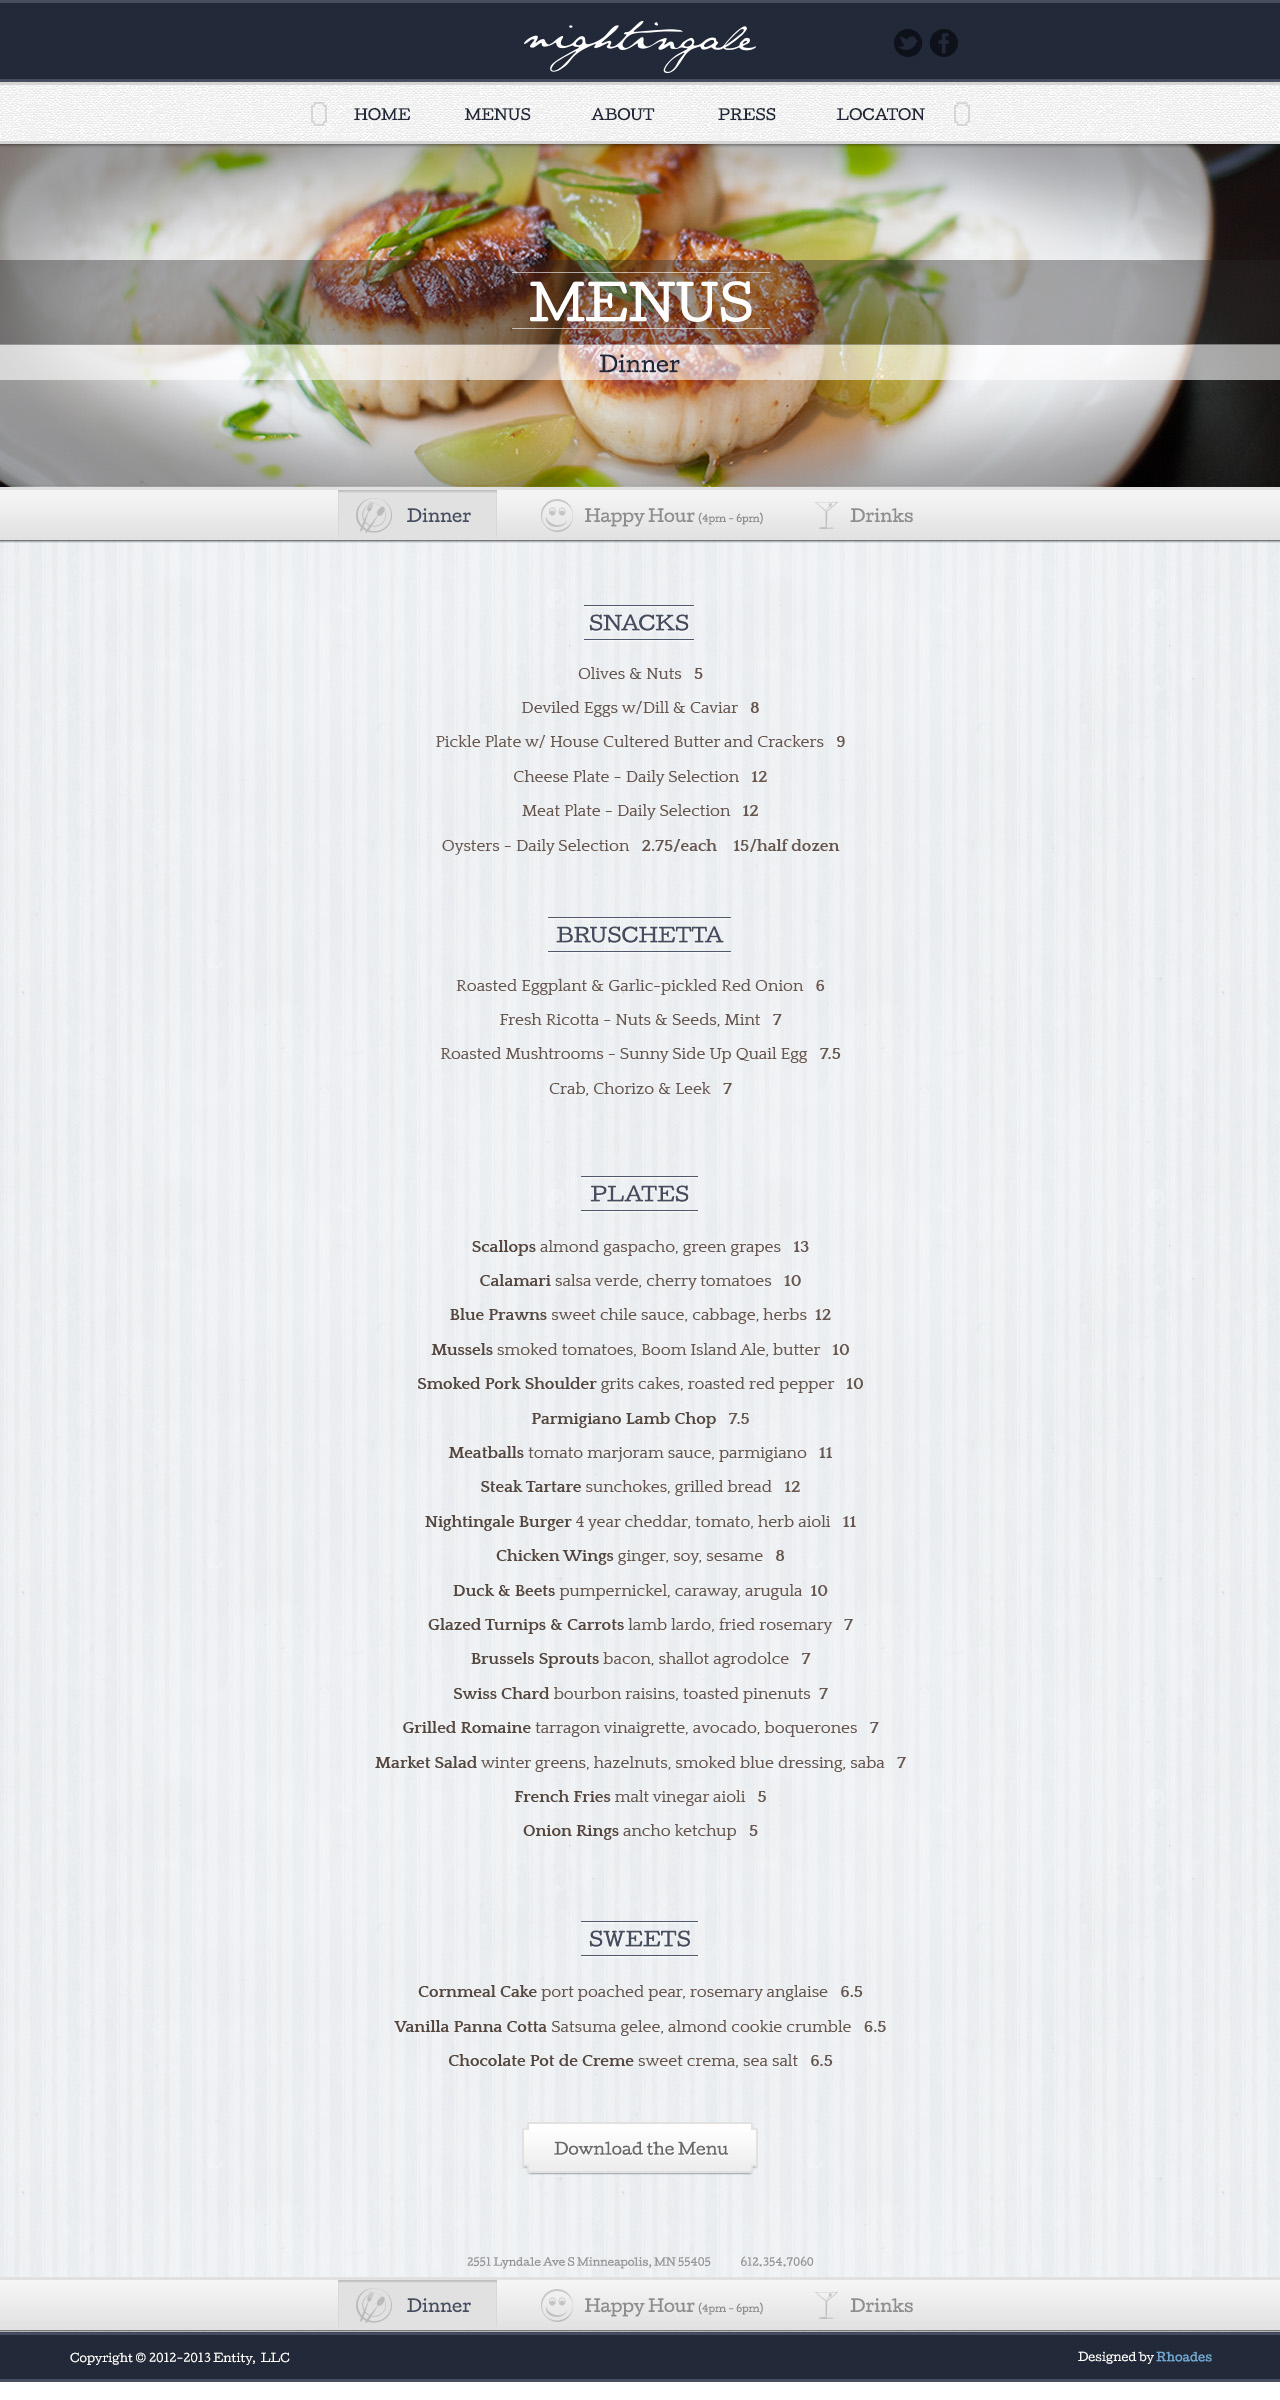 nightingale
HOME MENUS ABOUT PRESS LOCATON
MENUS
Dinner
Dinner Happy Hour (4pm - 6pm) Drinks
SNACKS
Olives & Nuts 5
Deviled Eggs w/Dill & Caviar 8
Pickle Plate w/ House Cultered Butter and Crackers 9
Cheese Plate - Daily Selection 12
Meat Plate - Daily Selection 12
Oysters - Daily Selection 2.75/each 15/half dozen
BRUSCHETTA
Roasted Eggplant & Garlic-pickled Red Onion 6
Fresh Ricotta - Nuts & Seeds, Mint 7
Roasted Mushtrooms - Sunny Side Up Quail Egg 7.5
Crab, Chorizo & Leek 7
PLATES
Scallops almond gaspacho, green grapes 13
Calamari salsa verde, cherry tomatoes 10
Blue Prawns sweet chile sauce, cabbage, herbs 12
Mussels smoked tomatoes, Boom Island Ale, butter 10
Smoked Pork Shoulder grits cakes, roasted red pepper 10
Parmigiano Lamb Chop 7.5
Meatballs tomato marjoram sauce, parmigiano 11
Steak Tartare sunchokes, grilled bread 12
Nightingale Burger 4 year cheddar, tomato, herb aioli 11
Chicken Wings ginger, soy, sesame 8
Duck & Beets pumpernickel, caraway, arugula 10
Glazed Turnips & Carrots lamb lardo, fried rosemary 7
Brussels Sprouts bacon, shallot agrodolce 7
Swiss Chard bourbon raisins, toasted pinenuts 7
Grilled Romaine tarragon vinaigrette, avocado, boquerones 7
Market Salad winter greens, hazelnuts, smoked blue dressing, saba 7
French Fries malt vinegar aioli 5
Onion Rings ancho ketchup 5
SWEETS
Cornmeal Cake port poached pear, rosemary anglaise 6.5
Vanilla Panna Cotta Satsuma gelee, almond cookie crumble 6.5
Chocolate Pot de Creme sweet crema, sea salt 6.5
Download the Menu
2551 Lyndale Ave S Minneapolis, MN 55405 612.354.7060
Dinner Happy Hour (4pm - 6pm) Drinks
Copyright © 2012-2013 Entity, LLC Designed by Rhoades